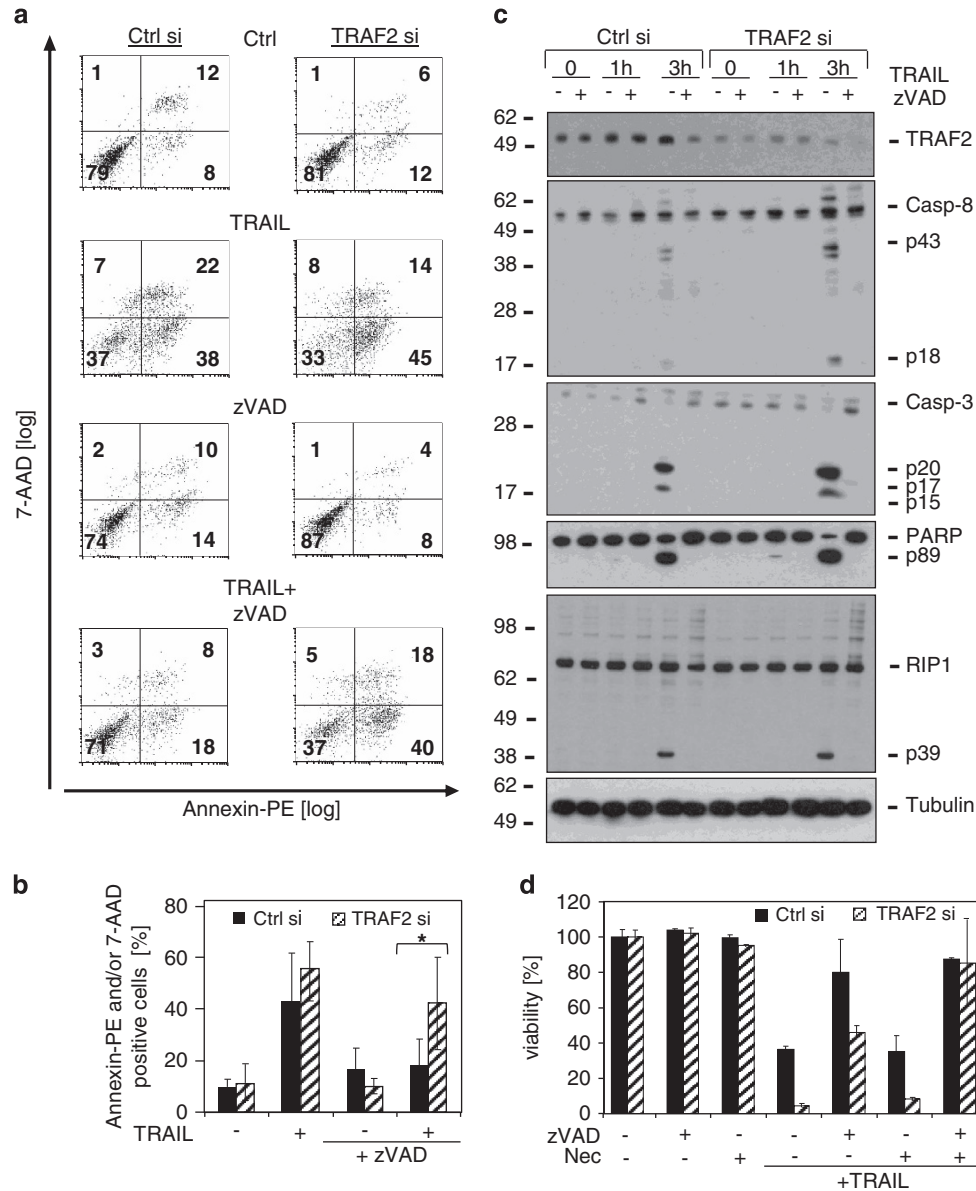 a
Ctrl si Ctrl TRAF2 si
1 12 1 6
79 8 81 12
TRAIL
7 22 8 14
37 38 33 45
zVAD
2 10 1 4
74 14 87 8
TRAIL+
zVAD
3 8 5 18
71 18 37 40
7-AAD [log]
Annexin-PE [log]
b
Annexin-PE and/or 7-AAD
positive cells [%]
80
60
40
20
0
Ctrl si TRAF2 si
*
TRAIL - + - +
+ zVAD
c
Ctrl si TRAF2 si
0 1h 3h 0 1h 3h TRAIL
- + - + - + - + - + - + zVAD
62
49
TRAF2
62
49
38
28
17
Casp-8
p43
p18
28
17
Casp-3
p20
p17
p15
98
PARP
p89
98
62
49
38
RIP1
p39
62
49
Tubulin
d
viability [%]
120
100
80
60
40
20
0
Ctrl si TRAF2 si
zVAD - + - - + - +
Nec - - + - - + +
+TRAIL